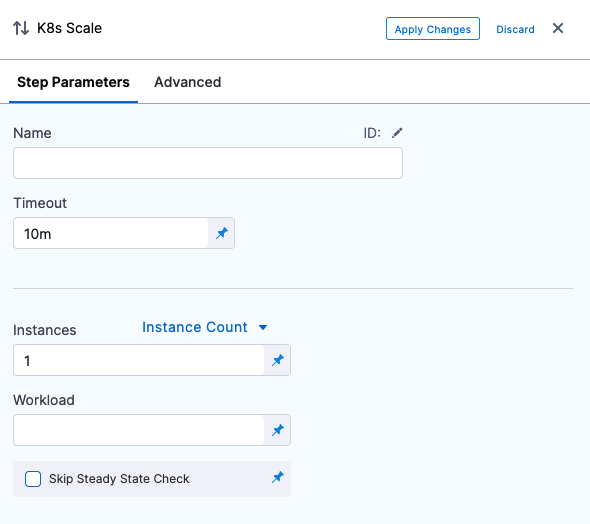 K8s Scale
Apply Changes
Discard
Step Parameters
Advanced
Name
ID:
Timeout
10m
Instances
Instance Count
1
Workload
Skip Steady State Check